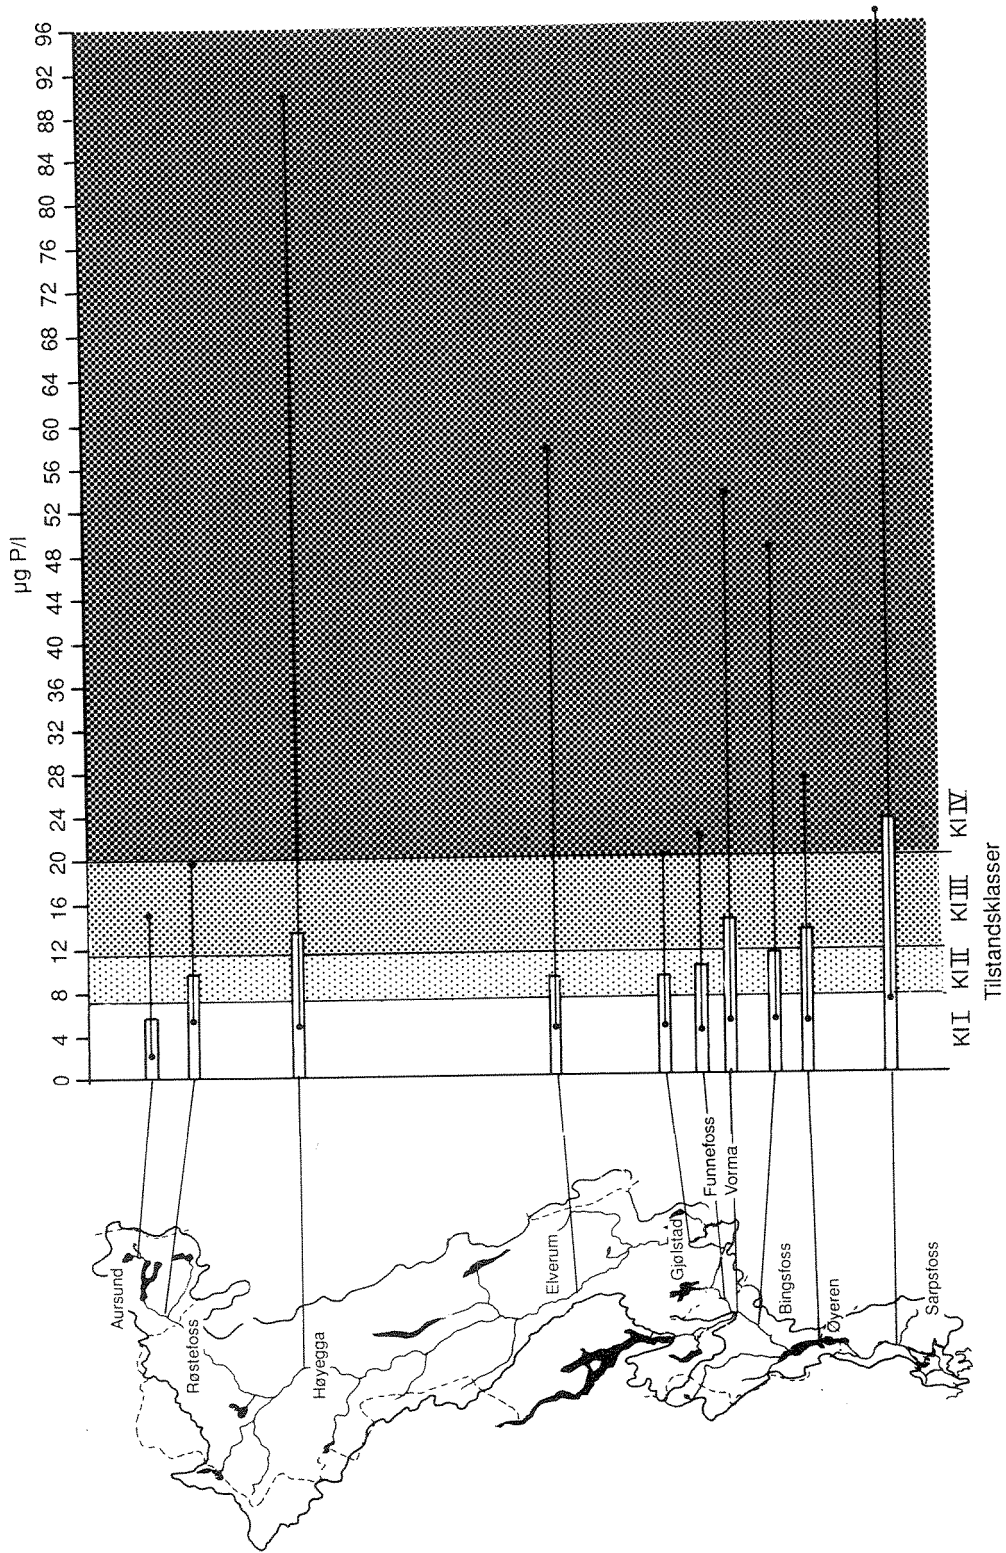 µg P/l
96
92
88
84
80
76
72
68
64
60
56
52
48
44
40
36
32
28
24
20
16
12
8
4
0
Kl I
Kl II
Kl III
Kl IV
Tilstandsklasser
Aursund
Røstefoss
Høyegga
Elverum
Gjølstad
Funnefoss
Vorma
Bingsfoss
Øyeren
Sarpsfoss